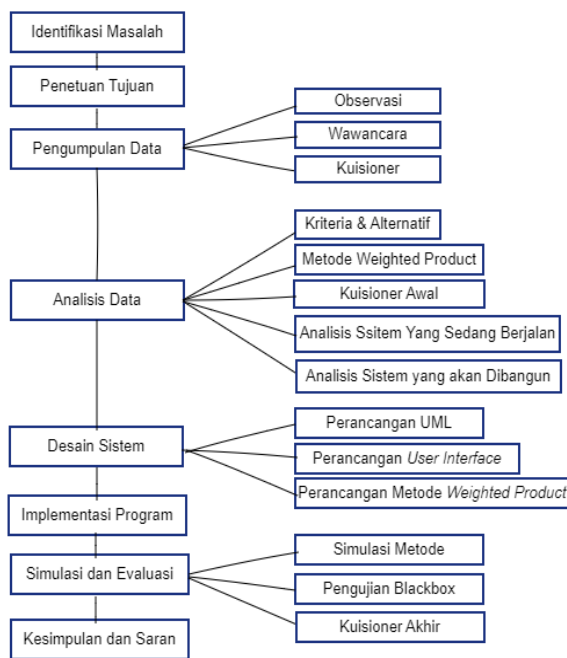 Identifikasi Masalah
Penetuan Tujuan
Pengumpulan Data
Observasi
Wawancara
Kuisioner
Analisis Data
Kriteria & Alternatif
Metode Weighted Product
Kuisioner Awal
Analisis Ssitem Yang Sedang Berjalan
Analisis Sistem yang akan Dibangun
Desain Sistem
Perancangan UML
Perancangan User Interface
Perancangan Metode Weighted Product
Implementasi Program
Simulasi dan Evaluasi
Simulasi Metode
Pengujian Blackbox
Kuisioner Akhir
Kesimpulan dan Saran